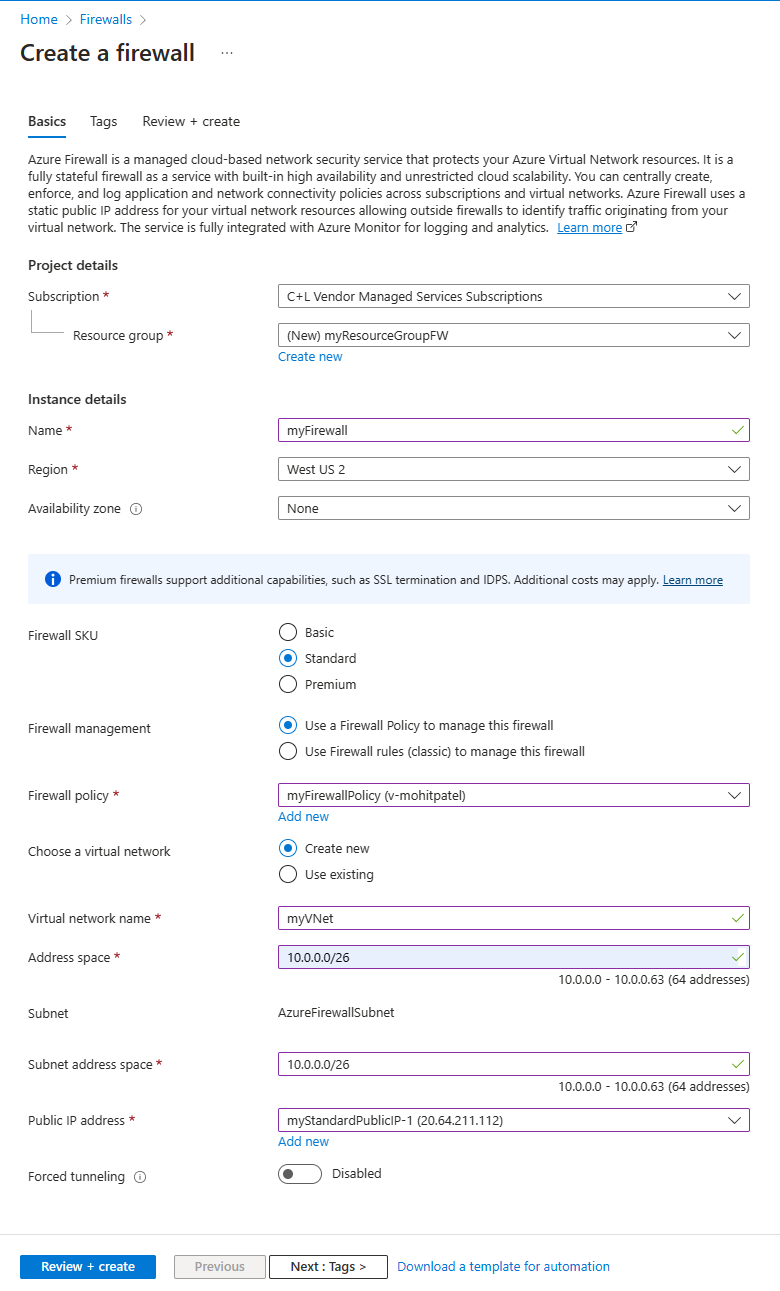 Home > Firewalls >
Create a firewall ...
Basics Tags Review + create
Azure Firewall is a managed cloud-based network security service that protects your Azure Virtual Network resources. It is a
fully stateful firewall as a service with built-in high availability and unrestricted cloud scalability. You can centrally create,
enforce, and log application and network connectivity policies across subscriptions and virtual networks. Azure Firewall uses a
static public IP address for your virtual network resources allowing outside firewalls to identify traffic originating from your
virtual network. The service is fully integrated with Azure Monitor for logging and analytics. Learn more
Project details
Subscription * C+L Vendor Managed Services Subscriptions
Resource group * (New) myResourceGroupFW
Create new
Instance details
Name * myFirewall
Region * West US 2
Availability zone None
Premium firewalls support additional capabilities, such as SSL termination and IDPS. Additional costs may apply. Learn more
Firewall SKU Basic
Standard
Premium
Firewall management Use a Firewall Policy to manage this firewall
Use Firewall rules (classic) to manage this firewall
Firewall policy * myFirewallPolicy (v-mohitpatel)
Add new
Choose a virtual network Create new
Use existing
Virtual network name * myVNet
Address space * 10.0.0.0/26
10.0.0.0 - 10.0.0.63 (64 addresses)
Subnet AzureFirewallSubnet
Subnet address space * 10.0.0.0/26
10.0.0.0 - 10.0.0.63 (64 addresses)
Public IP address * myStandardPublicIP-1 (20.64.211.112)
Add new
Forced tunneling Disabled
Review + create Previous Next : Tags > Download a template for automation